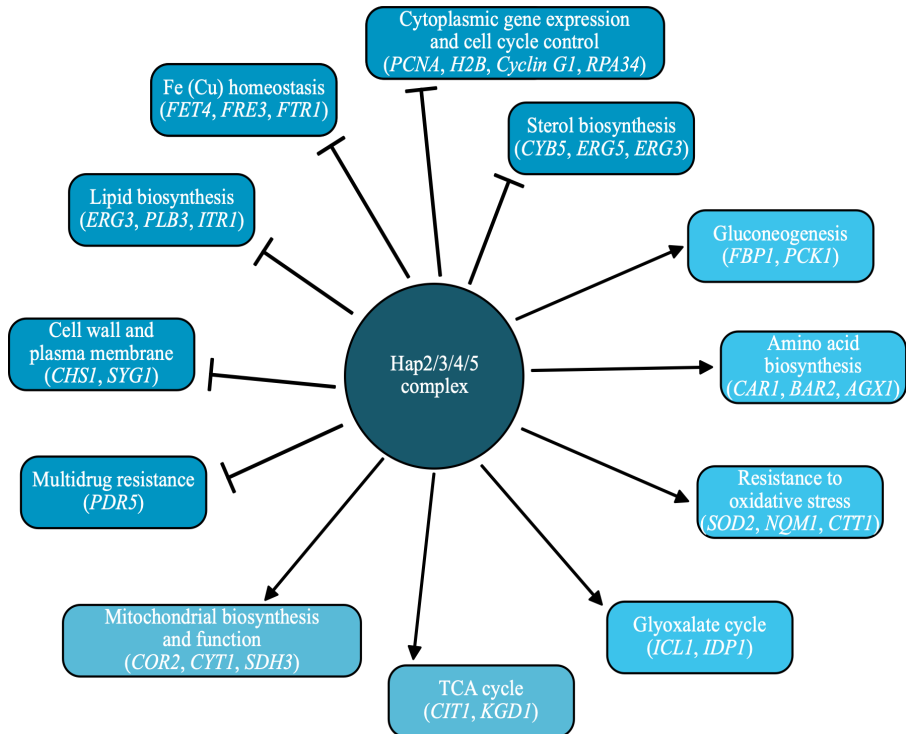 Cytoplasmic gene expression
and cell cycle control
(PCNA, H2B, Cyclin G1, RPA34)
Fe (Cu) homeostasis
(FET4, FRE3, FTR1)
Sterol biosynthesis
(CYB5, ERG5, ERG3)
Lipid biosynthesis
(ERG3, PLB3, ITR1)
Gluconeogenesis
(FBP1, PCK1)
Cell wall and
plasma membrane
(CHS1, SYG1)
Hap2/3/4/5
complex
Amino acid
biosynthesis
(CAR1, BAR2, AGX1)
Multidrug resistance
(PDR5)
Resistance to
oxidative stress
(SOD2, NQM1, CTT1)
Mitochondrial biosynthesis
and function
(COR2, CYT1, SDH3)
Glyoxalate cycle
(ICL1, IDP1)
TCA cycle
(CIT1, KGD1)